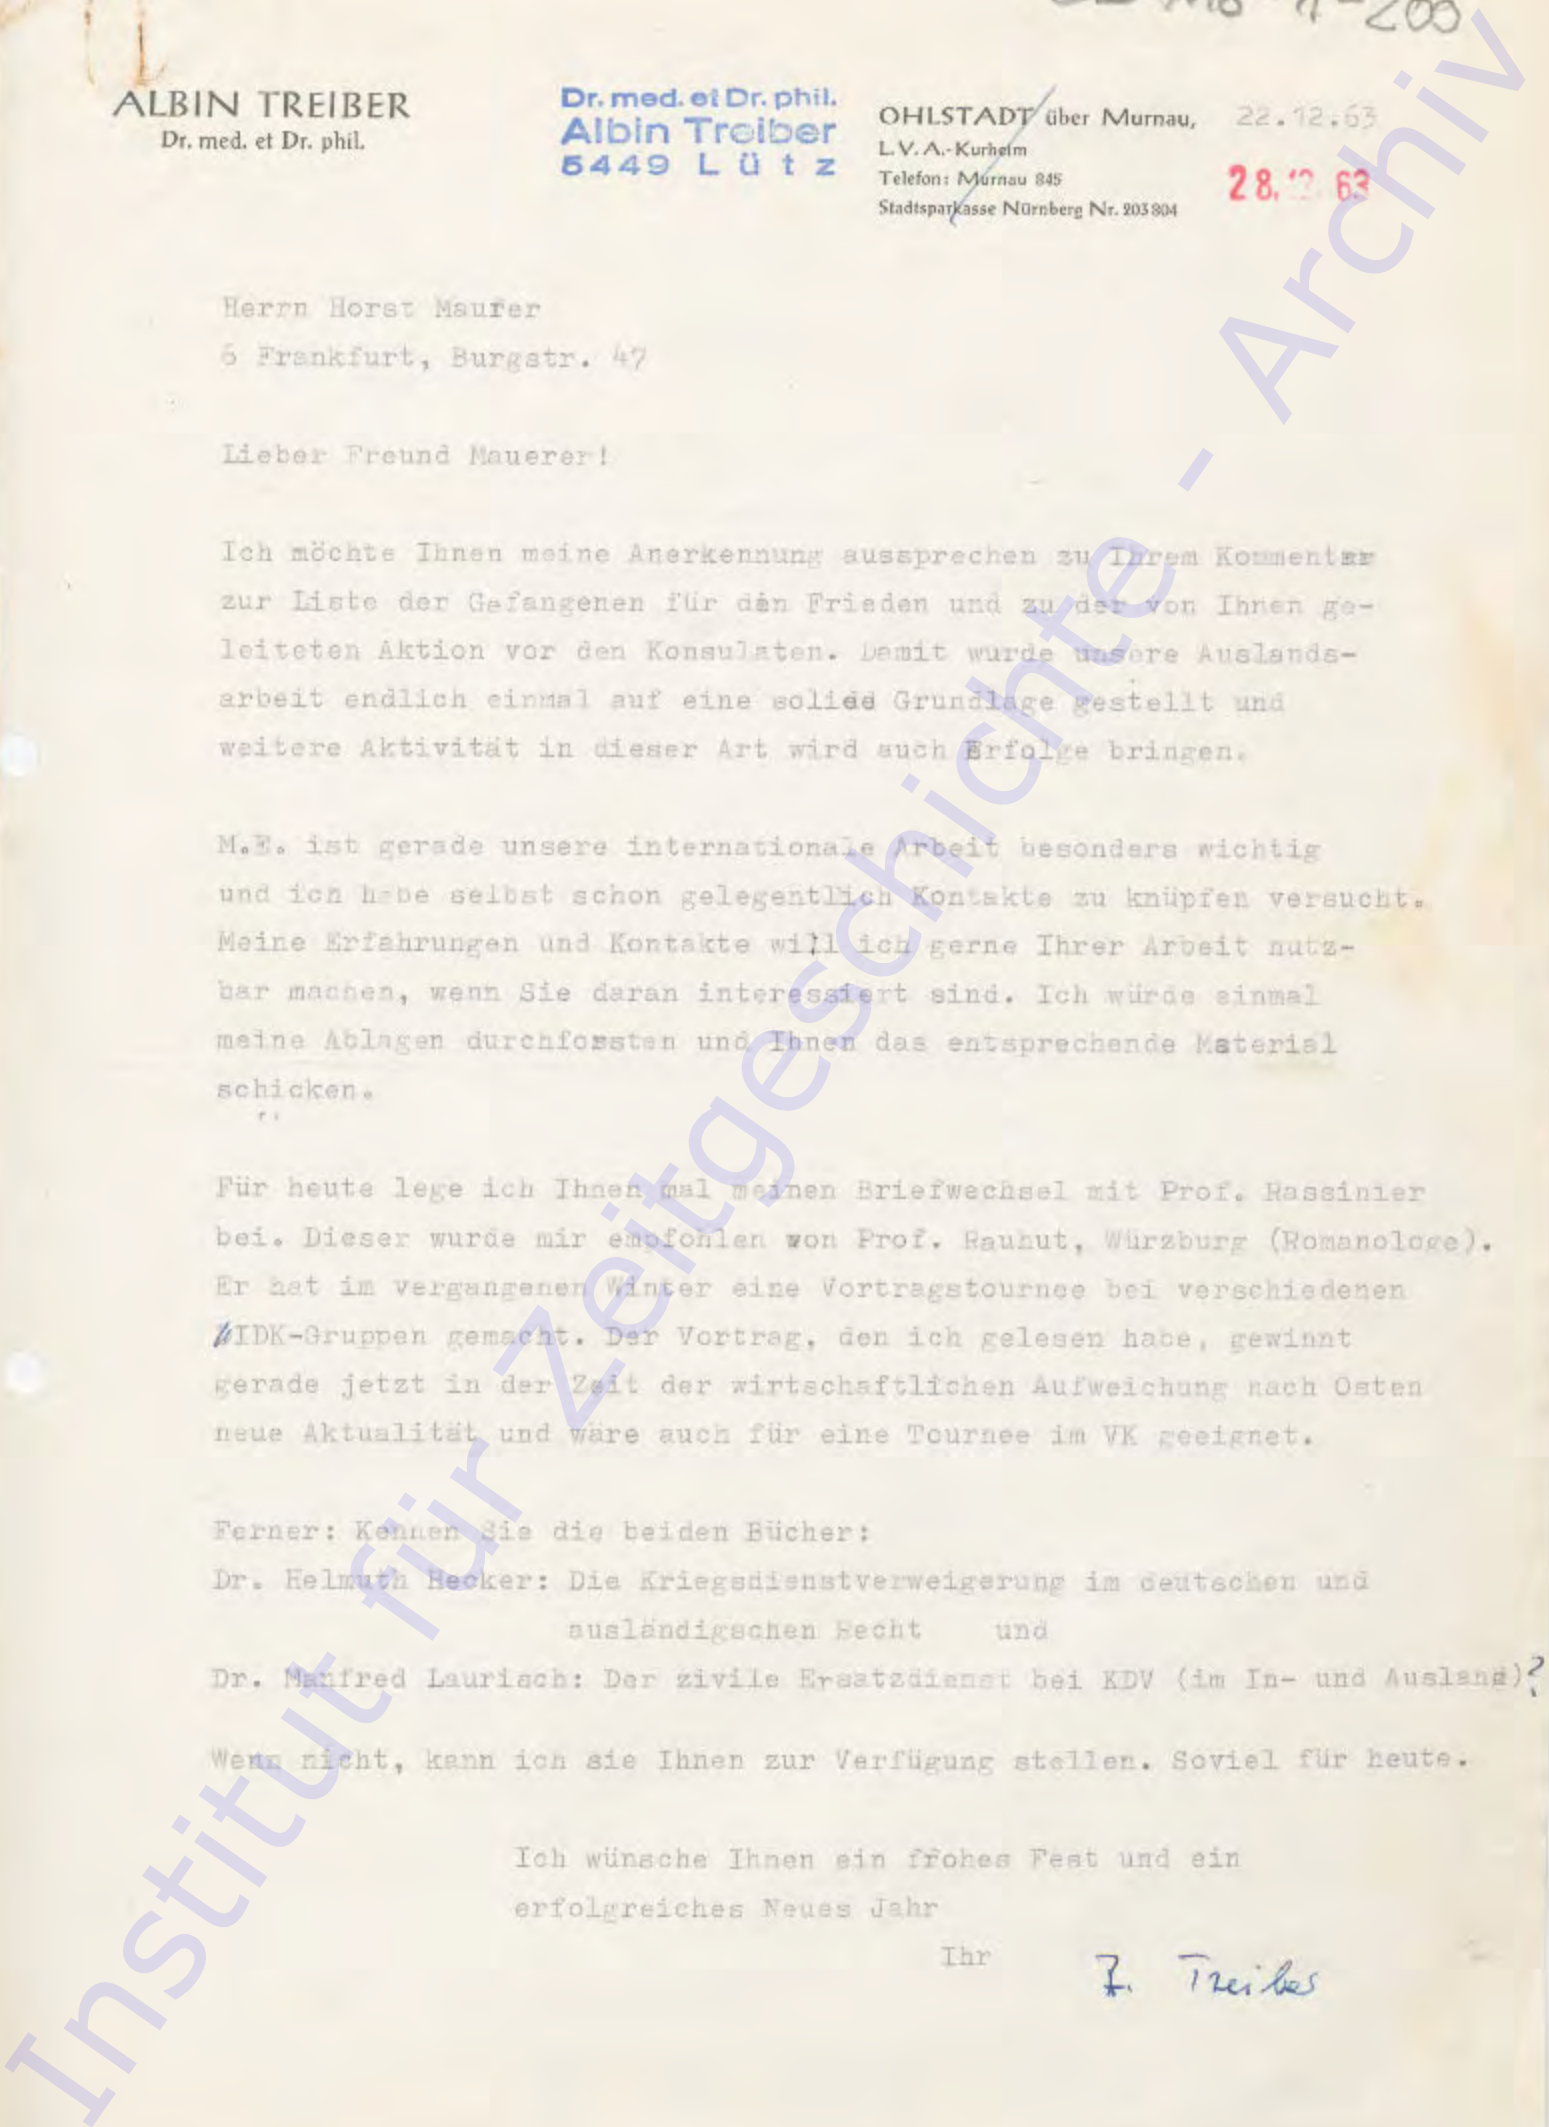 ALBIN TREIBER
Dr. med. et Dr. phil.
Dr. med. et Dr. phil.
Albin Treiber
5449 Lütz
OHLSTADT über Murnau, 22.12.63
L.V.A.-Kurheim
Telefon: Murnau 845
Stadtsparkasse Nürnberg Nr. 203804
28. 12. 63
Herrn Horst Maurer
6 Frankfurt, Burgstr. 47
Lieber Freund Mauerer!
Ich möchte Ihnen meine Anerkennung aussprechen zu Ihrem Kommentar
zur Liste der Gefangenen für den Frieden und zu der von Ihnen ge-
leiteten Aktion vor den Konsulaten. Damit wurde unsere Auslands-
arbeit endlich einmal auf eine solide Grundlage gestellt und
weitere Aktivität in dieser Art wird auch Erfolge bringen.
M.E. ist gerade unsere internationale Arbeit besonders wichtig
und ich habe selbst schon gelegentlich Kontakte zu knüpfen versucht.
Meine Erfahrungen und Kontakte will ich gerne Ihrer Arbeit nutz-
bar machen, wenn Sie daran interessiert sind. Ich würde einmal
meine Ablagen durchforsten und Ihnen das entsprechende Material
schicken.
Für heute lege ich Ihnen mal meinen Briefwechsel mit Prof. Rassinier
bei. Dieser wurde mir empfohlen von Prof. Rauhut, Würzburg (Romanologe).
Er hat im vergangenen Winter eine Vortragstournee bei verschiedenen
IDK-Gruppen gemacht. Der Vortrag, den ich gelesen habe, gewinnt
gerade jetzt in der Zeit der wirtschaftlichen Aufweichung nach Osten
neue Aktualität und wäre auch für eine Tournee im VK geeignet.
Ferner: Kennen Sie die beiden Bücher:
Dr. Helmuth Hecker: Die Kriegsdienstverweigerung im deutschen und
ausländigschen Recht und
Dr. Manfred Laurisch: Der zivile Ersatzdienst bei KDV (im In- und Ausland)?
Wenn nicht, kann ich sie Ihnen zur Verfügung stellen. Soviel für heute.
Ich wünsche Ihnen ein frohes Fest und ein
erfolgreiches Neues Jahr
Ihr Treiber
Institut für Zeitgeschichte - Archiv